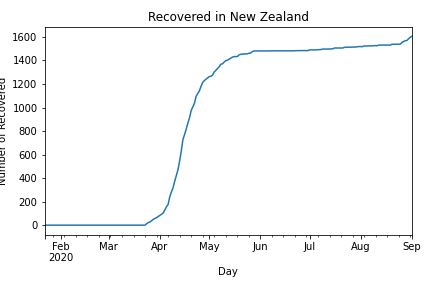 Recovered in New Zealand
Number of Recovered
1600
1400
1200
1000
800
600
400
200
0
Feb Mar Apr May Jun Jul Aug Sep
2020
Day